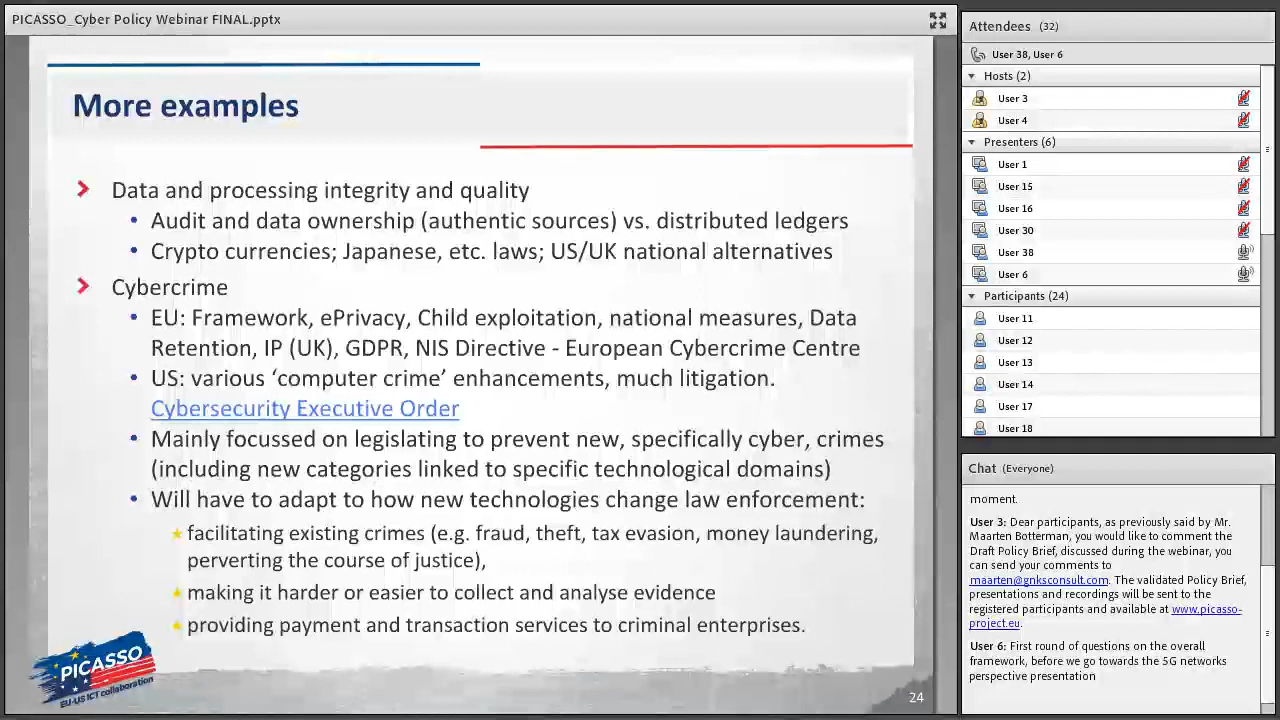 PICASSO_Cyber Policy Webinar FINAL.pptx
More examples
Data and processing integrity and quality
Audit and data ownership (authentic sources) vs. distributed ledgers
Crypto currencies; Japanese, etc. laws; US/UK national alternatives
Cybercrime
EU: Framework, ePrivacy, Child exploitation, national measures, Data
Retention, IP (UK), GDPR, NIS Directive - European Cybercrime Centre
US: various ‘computer crime’ enhancements, much litigation.
Cybersecurity Executive Order
Mainly focussed on legislating to prevent new, specifically cyber, crimes
(including new categories linked to specific technological domains)
Will have to adapt to how new technologies change law enforcement:
facilitating existing crimes (e.g. fraud, theft, tax evasion, money laundering,
perverting the course of justice),
making it harder or easier to collect and analyse evidence
providing payment and transaction services to criminal enterprises.
PICASSO
EU-US ICT collaboration
24
Attendees (32)
User 38, User 6
Hosts (2)
User 3
User 4
Presenters (6)
User 1
User 15
User 16
User 30
User 38
User 6
Participants (24)
User 11
User 12
User 13
User 14
User 17
User 18
Chat (Everyone)
moment.
User 3: Dear participants, as previously said by Mr.
Maarten Botterman, you would like to comment the
Draft Policy Brief, discussed during the webinar, you
can send your comments to
maarten@gnksconsult.com. The validated Policy Brief,
presentations and recordings will be sent to the
registered participants and available at www.picasso-
project.eu.
User 6: First round of questions on the overall
framework, before we go towards the 5G networks
perspective presentation